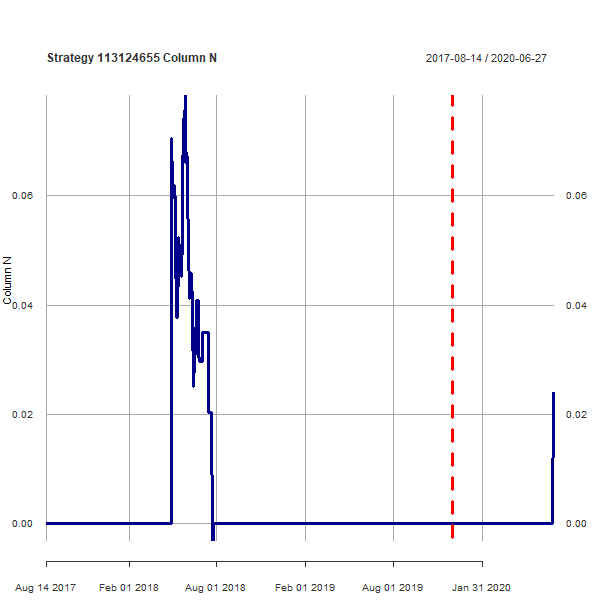 Strategy 113124655 Column N 2017-08-14 / 2020-06-27
0.06 0.06
Column N
0.04 0.04
0.02 0.02
0.00 0.00
Aug 14 2017 Feb 01 2018 Aug 01 2018 Feb 01 2019 Aug 01 2019 Jan 31 2020